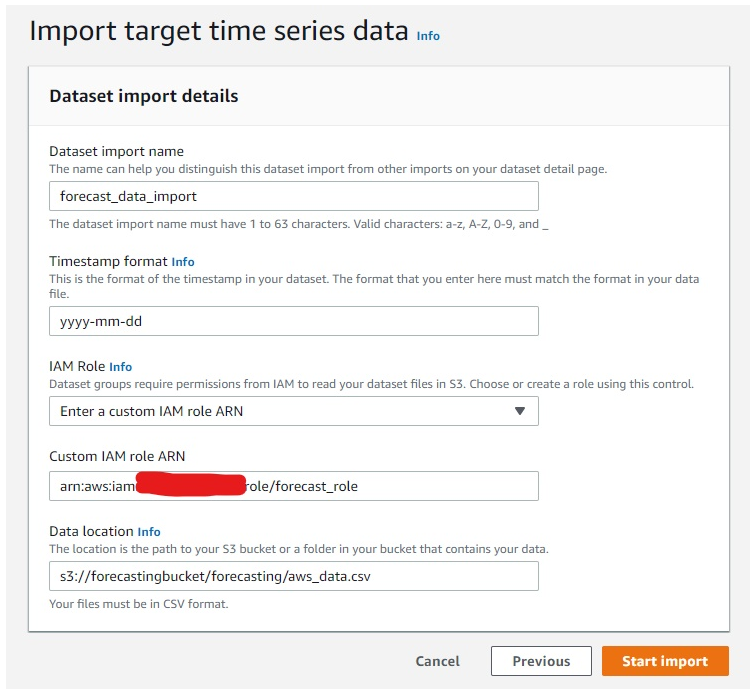 Import target time series data Info
Dataset import details
Dataset import name
The name can help you distinguish this dataset import from other imports on your dataset detail page.
forecast_data_import
The dataset import name must have 1 to 63 characters. Valid characters: a-z, A-Z, 0-9, and _
Timestamp format Info
This is the format of the timestamp in your dataset. The format that you enter here must match the format in your data
file.
yyyy-mm-dd
IAM Role Info
Dataset groups require permissions from IAM to read your dataset files in S3. Choose or create a role using this control.
Enter a custom IAM role ARN
Custom IAM role ARN
arn:aws:iam role/forecast_role
Data location Info
The location is the path to your S3 bucket or a folder in your bucket that contains your data.
s3://forecastingbucket/forecasting/aws_data.csv
Your files must be in CSV format.
Cancel Previous Start import